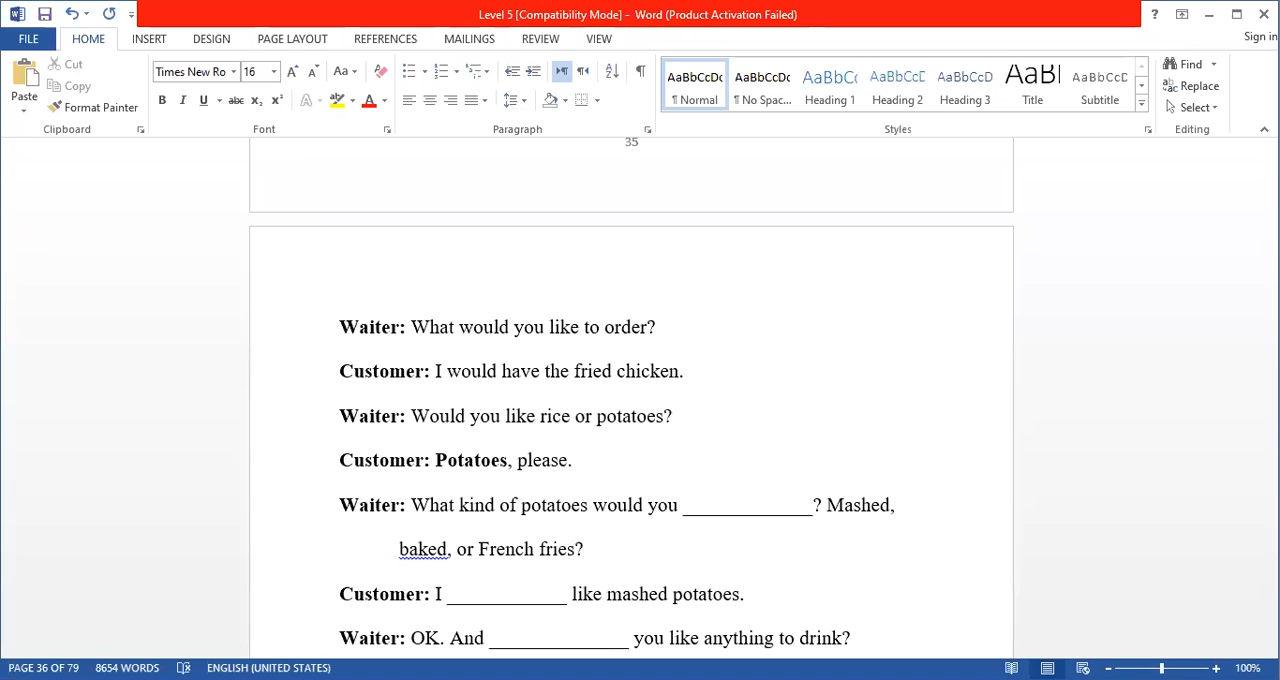 Level 5 [Compatibility Mode] - Word (Product Activation Failed)
FILE HOME INSERT DESIGN PAGE LAYOUT REFERENCES MAILINGS REVIEW VIEW Sign in
Paste
Cut
Copy
Format Painter
Clipboard
Times New Ro 16
Font
Paragraph
AaBbCcDc AaBbCcDc AaBbCc AaBbCcD AaBbCcD AaBl AaBbCcD
¶ Normal ¶ No Spac... Heading 1 Heading 2 Heading 3 Title Subtitle
Styles
Find
Replace
Select
Editing
35
Waiter: What would you like to order?
Customer: I would have the fried chicken.
Waiter: Would you like rice or potatoes?
Customer: Potatoes, please.
Waiter: What kind of potatoes would you _____________? Mashed,
baked, or French fries?
Customer: I ____________ like mashed potatoes.
Waiter: OK. And ______________ you like anything to drink?
PAGE 36 OF 79 8654 WORDS ENGLISH (UNITED STATES) 100%